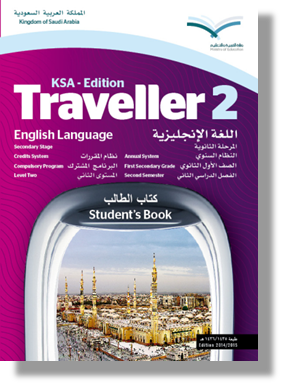 المملكة العربية السعودية
Kingdom of Saudi Arabia
KSA - Edition
Traveller 2
English Language
اللغة الإنجليزية
Secondary Stage
المرحلة الثانوية
Credits System
نظام المقررات
Annual System
النظام السنوي
Compulsory Program
البرنامج المشترك
First Secondary Grade
الصف الأول الثانوي
Level Two
المستوى الثاني
Second Semester
الفصل الدراسي الثاني
كتاب الطالب
Student's Book
Edition 2014/2015